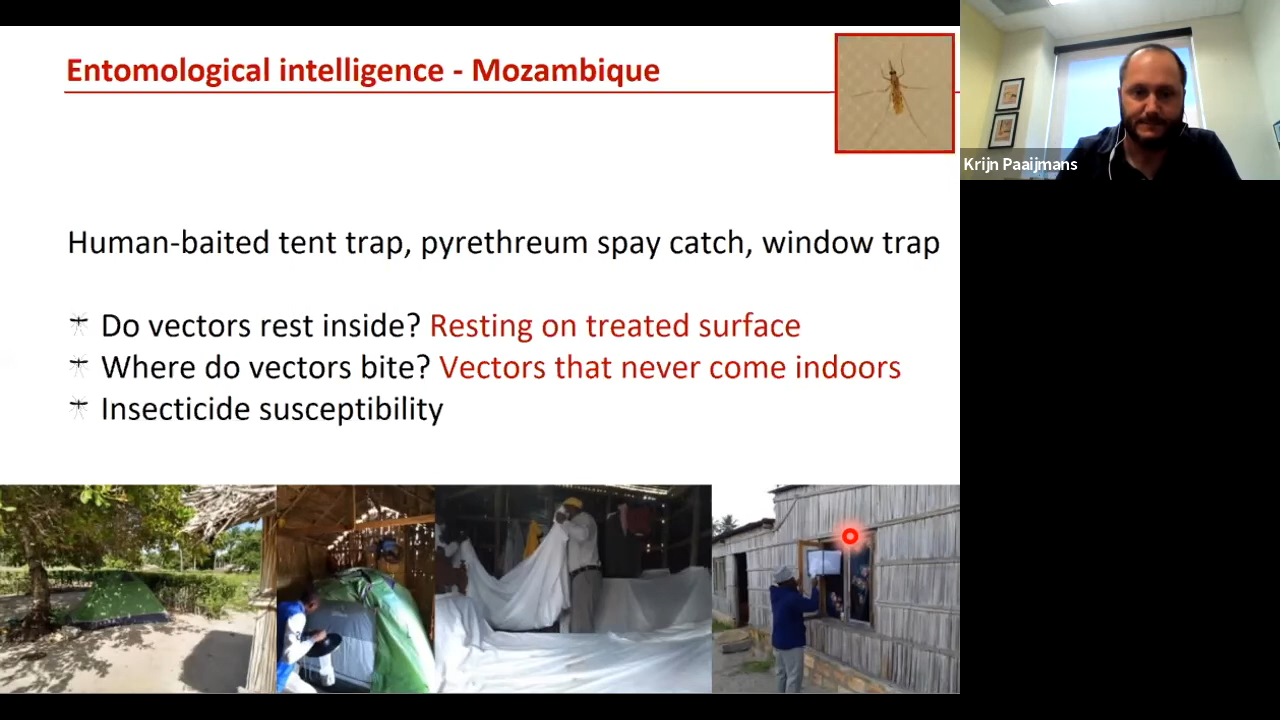 Entomological intelligence - Mozambique
Krijn Paaijmans
Human-baited tent trap, pyrethreum spay catch, window trap
Do vectors rest inside? Resting on treated surface
Where do vectors bite? Vectors that never come indoors
Insecticide susceptibility